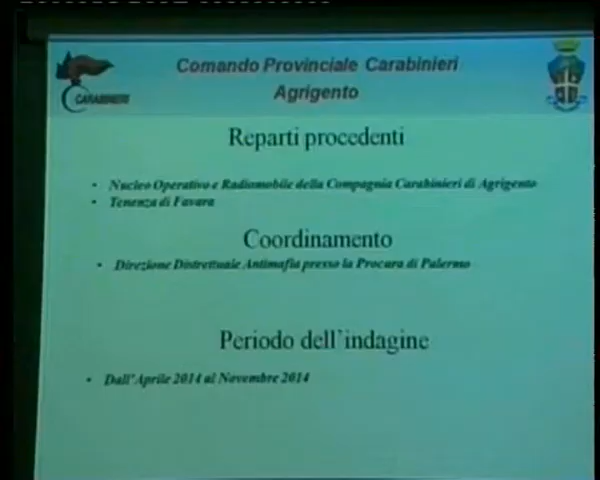 Comando Provinciale Carabinieri
Agrigento
CARABINIERI
Reparti procedenti
• Nucleo Operativo e Radiomobile della Compagnia Carabinieri di Agrigento
• Tenenza di Favara
Coordinamento
• Direzione Distrettuale Antimafia presso la Procura di Palermo
Periodo dell'indagine
• Dall'Aprile 2014 al Novembre 2014